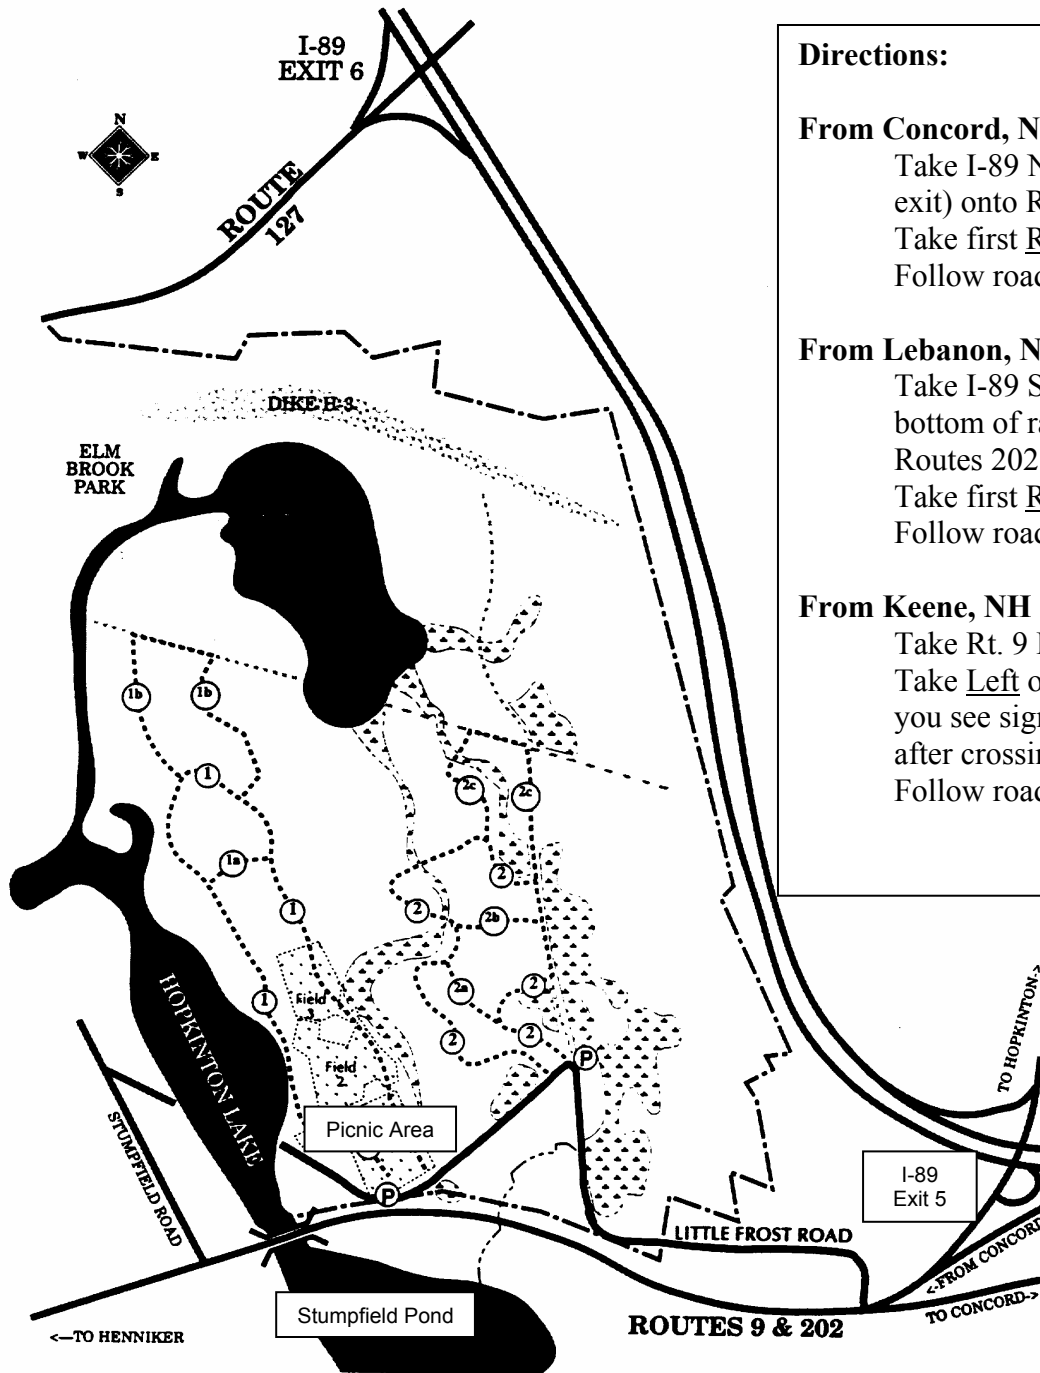 I-89
EXIT 6
N
W
E
S
ROUTE
127
DIKE H-3
ELM
BROOK
PARK
1b
1b
1
1a
1
1
2c
2c
2
2
2b
2a
2
2
2
Field
3
Field
2
P
P
Picnic Area
HOPKINTON LAKE
STUMPFIELD ROAD
Stumpfield Pond
<—TO HENNIKER
LITTLE FROST ROAD
ROUTES 9 & 202
I-89
Exit 5
TO HOPKINTON->
<-FROM CONCORD
TO CONCORD->
Directions:
From Concord, N
Take I-89 N
exit) onto R
Take first R
Follow road
From Lebanon, N
Take I-89 S
bottom of ra
Routes 202
Take first R
Follow road
From Keene, NH
Take Rt. 9
Take Left o
you see sign
after crossin
Follow road